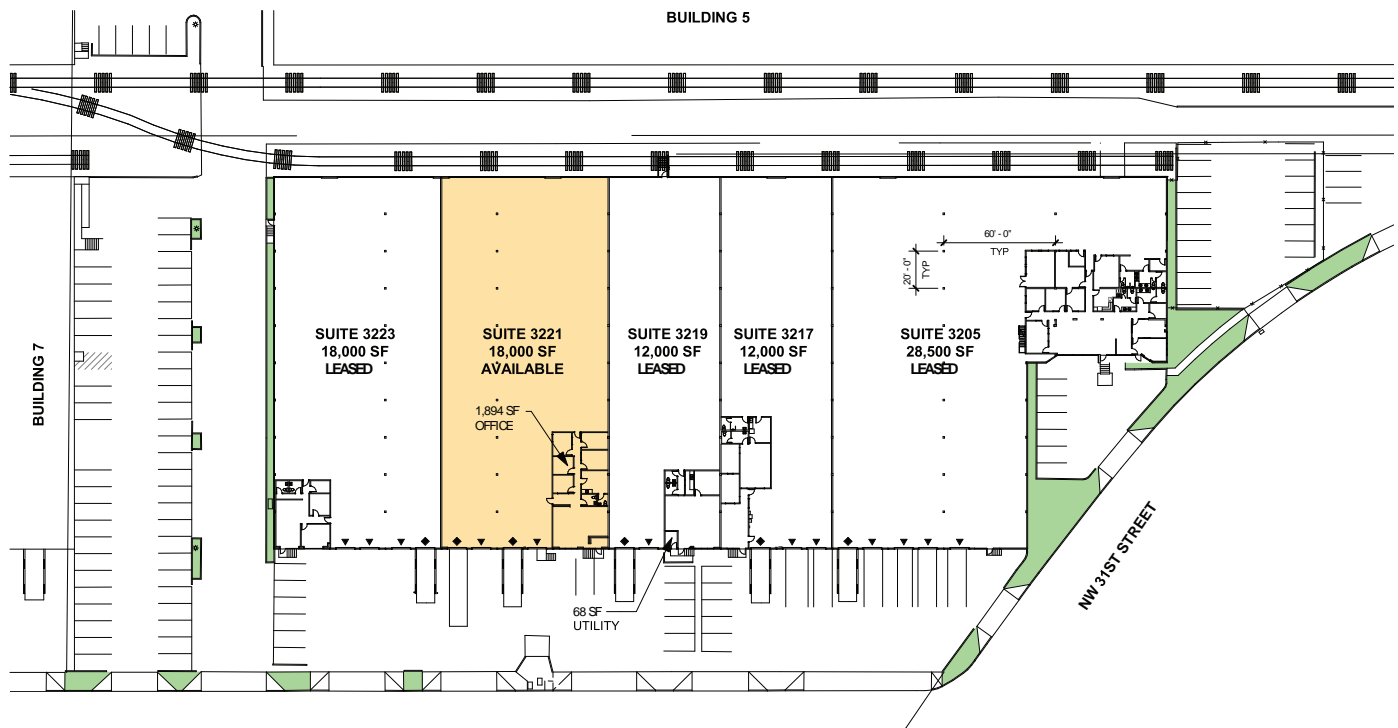 BUILDING 5
60' - 0"
TYP
20' - 0"
TYP
SUITE 3223
18,000 SF
LEASED
SUITE 3221
18,000 SF
AVAILABLE
SUITE 3219
12,000 SF
LEASED
SUITE 3217
12,000 SF
LEASED
SUITE 3205
28,500 SF
LEASED
BUILDING 7
1,894 SF
OFFICE
68 SF
UTILITY
NW 31ST STREET